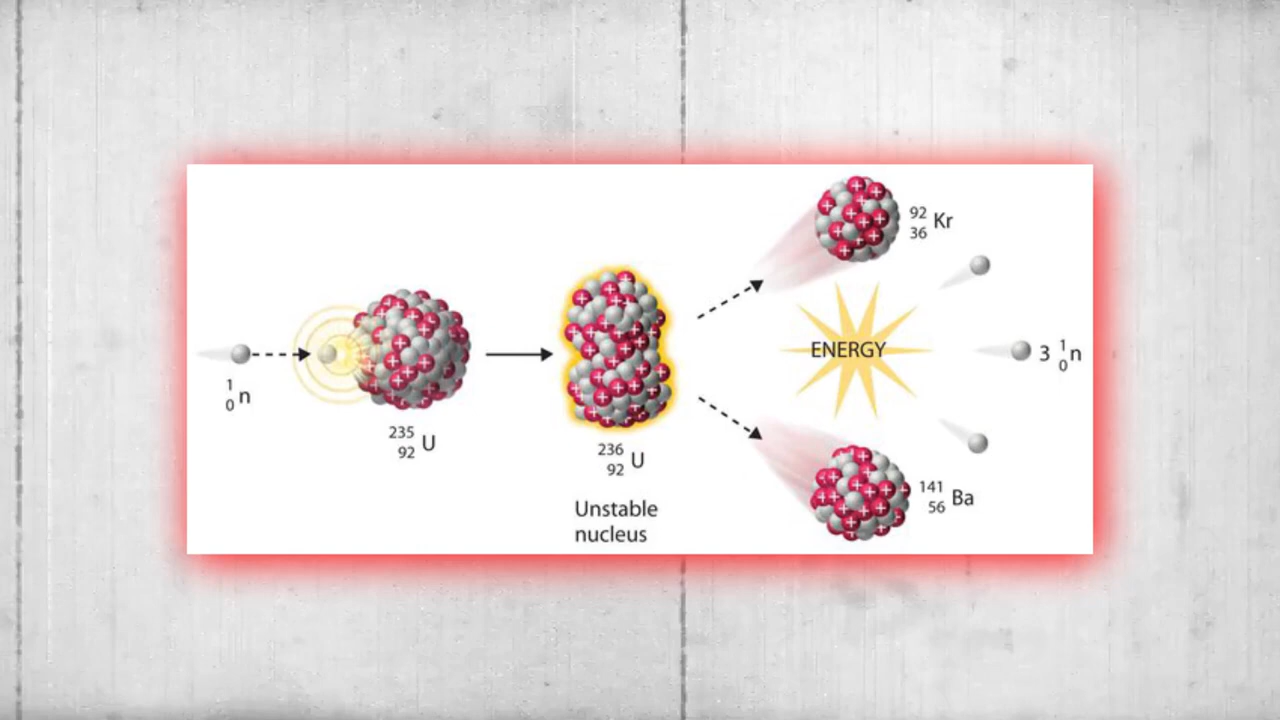 1
0 n
235
92 U
236
92 U
Unstable
nucleus
92
36 Kr
ENERGY
3 1
0 n
141
56 Ba